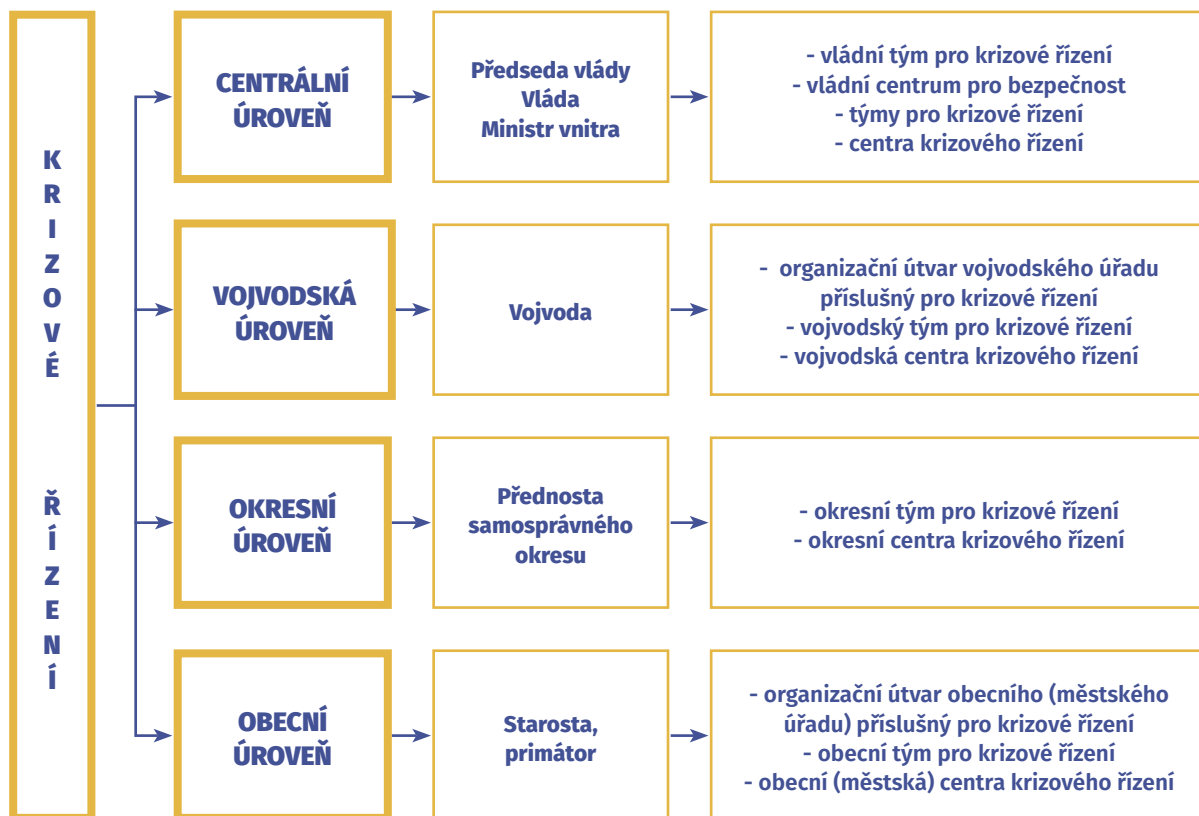 KRIZOVÉ
ŘÍZENÍ
CENTRÁLNÍ
ÚROVEŇ
Předseda vlády
Vláda
Ministr vnitra
- vládní tým pro krizové řízení
- vládní centrum pro bezpečnost
- týmy pro krizové řízení
- centra krizového řízení
VOJVODSKÁ
ÚROVEŇ
Vojvoda
- organizační útvar vojvodského úřadu
příslušný pro krizové řízení
- vojvodský tým pro krizové řízení
- vojvodská centra krizového řízení
OKRESNÍ
ÚROVEŇ
Přednosta
samosprávného
okresu
- okresní tým pro krizové řízení
- okresní centra krizového řízení
OBECNÍ
ÚROVEŇ
Starosta,
primátor
- organizační útvar obecního (městského
úřadu) příslušný pro krizové řízení
- obecní tým pro krizové řízení
- obecní (městská) centra krizového řízení